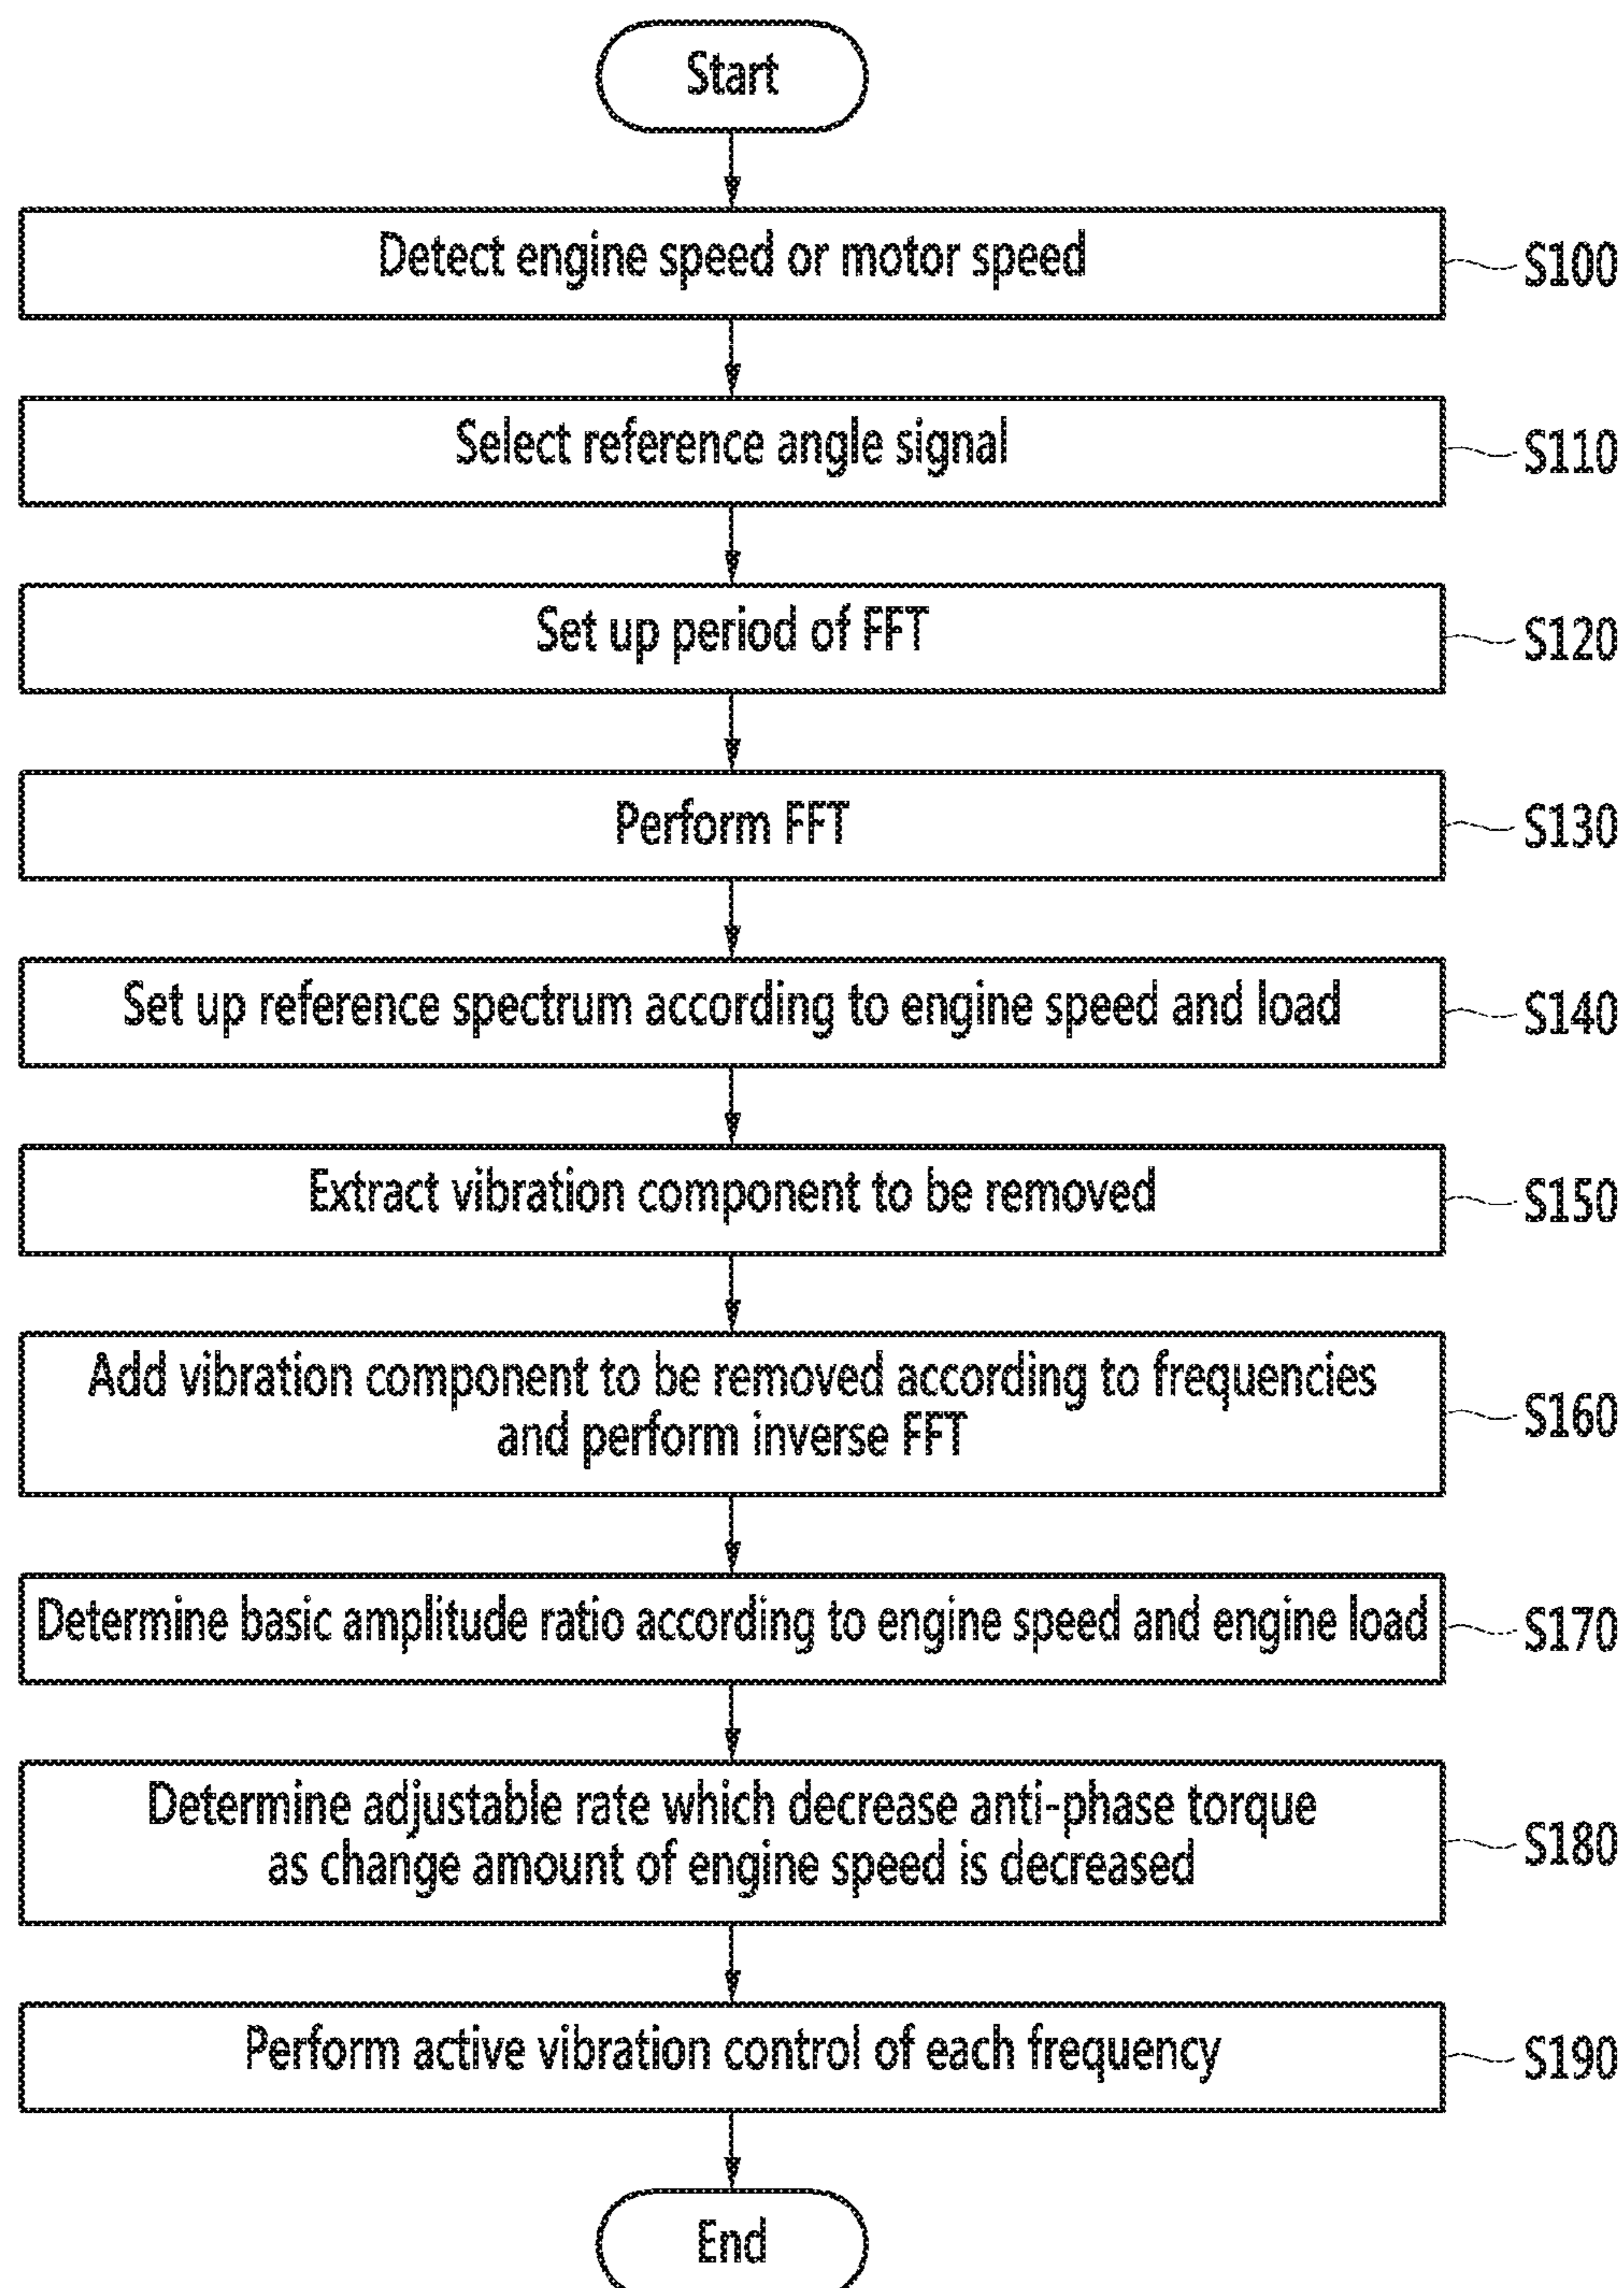 Start
Detect engine speed or motor speed
S100
Select reference angle signal
S110
Set up period of FFT
S120
Perform FFT
S130
Set up reference spectrum according to engine speed and load
S140
Extract vibration component to be removed
S150
Add vibration component to be removed according to frequencies
and perform inverse FFT
S160
Determine basic amplitude ratio according to engine speed and engine load
S170
Determine adjustable rate which decrease anti-phase torque
as change amount of engine speed is decreased
S180
Perform active vibration control of each frequency
S190
End